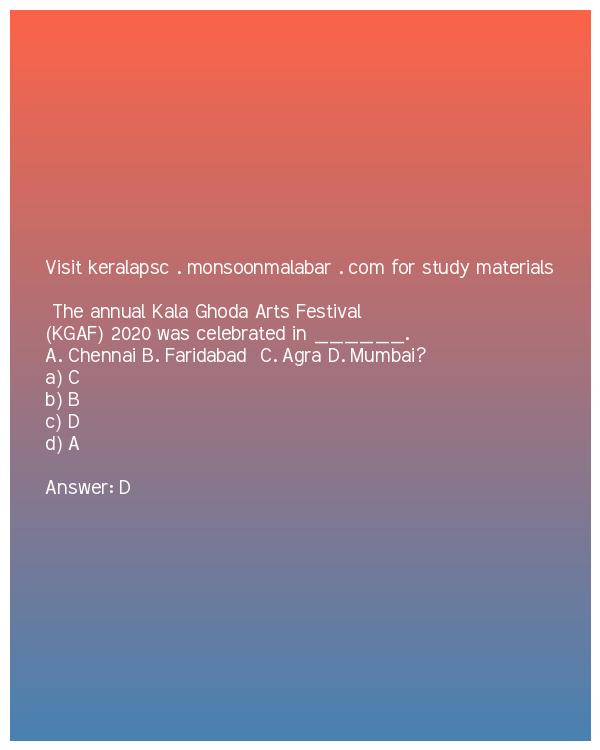 Visit keralapsc . monsoonmalabar . com for study materials
The annual Kala Ghoda Arts Festival
(KGAF) 2020 was celebrated in ______.
A. Chennai B. Faridabad  C. Agra D. Mumbai?
a) C
b) B
c) D
d) A
Answer: D